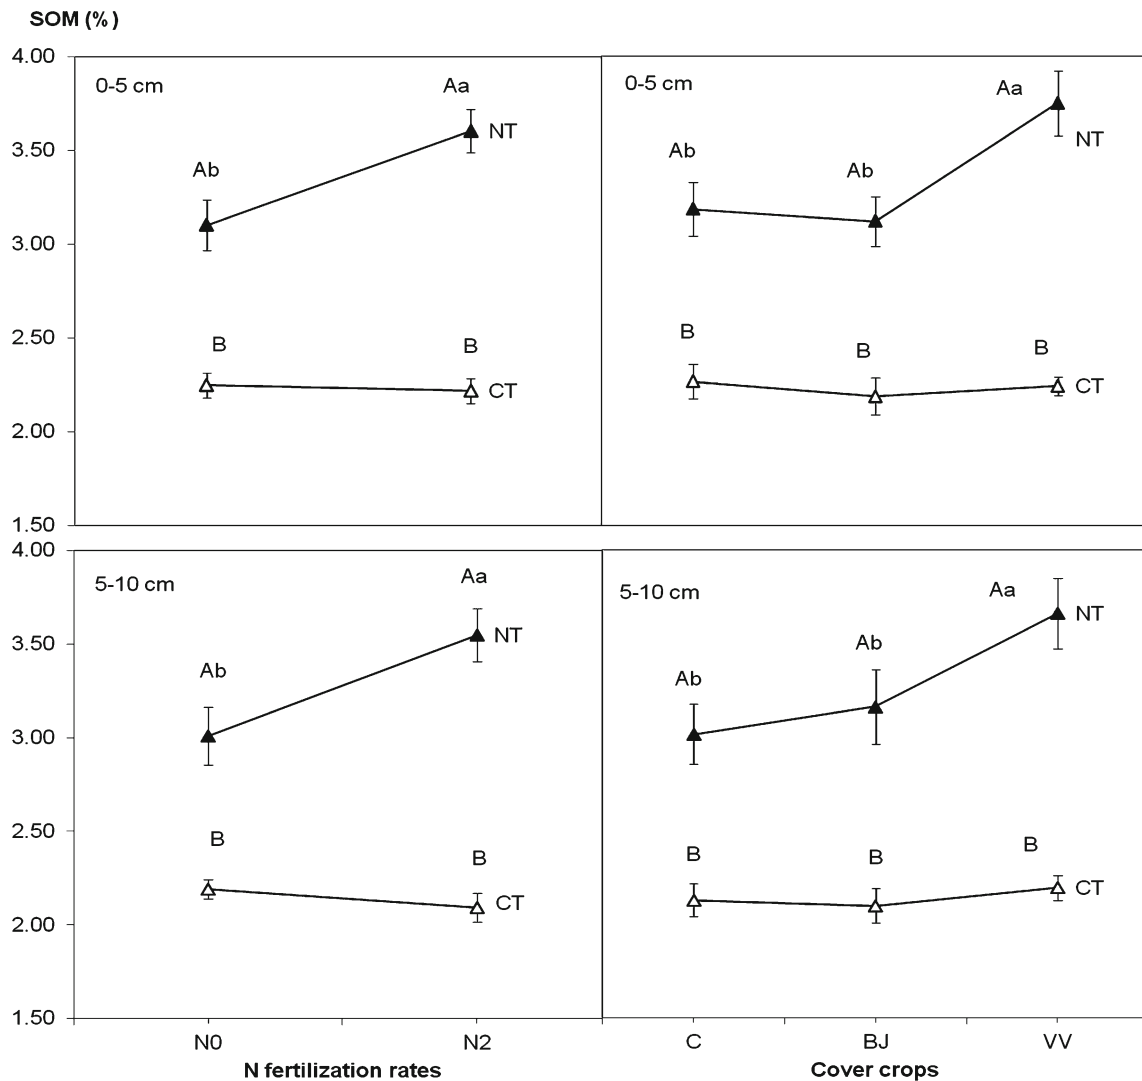 SOM (%)
4.00
0-5 cm
Aa
NT
0-5 cm
Aa
NT
3.50
Ab
Ab
Ab
3.00
2.50
B
B
B
B
B
CT
CT
2.00
1.50
4.00
5-10 cm
Aa
NT
5-10 cm
Aa
NT
3.50
Ab
Ab
Ab
3.00
2.50
B
B
B
B
B
CT
CT
2.00
1.50
N0
N2
C
BJ
VV
N fertilization rates
Cover crops